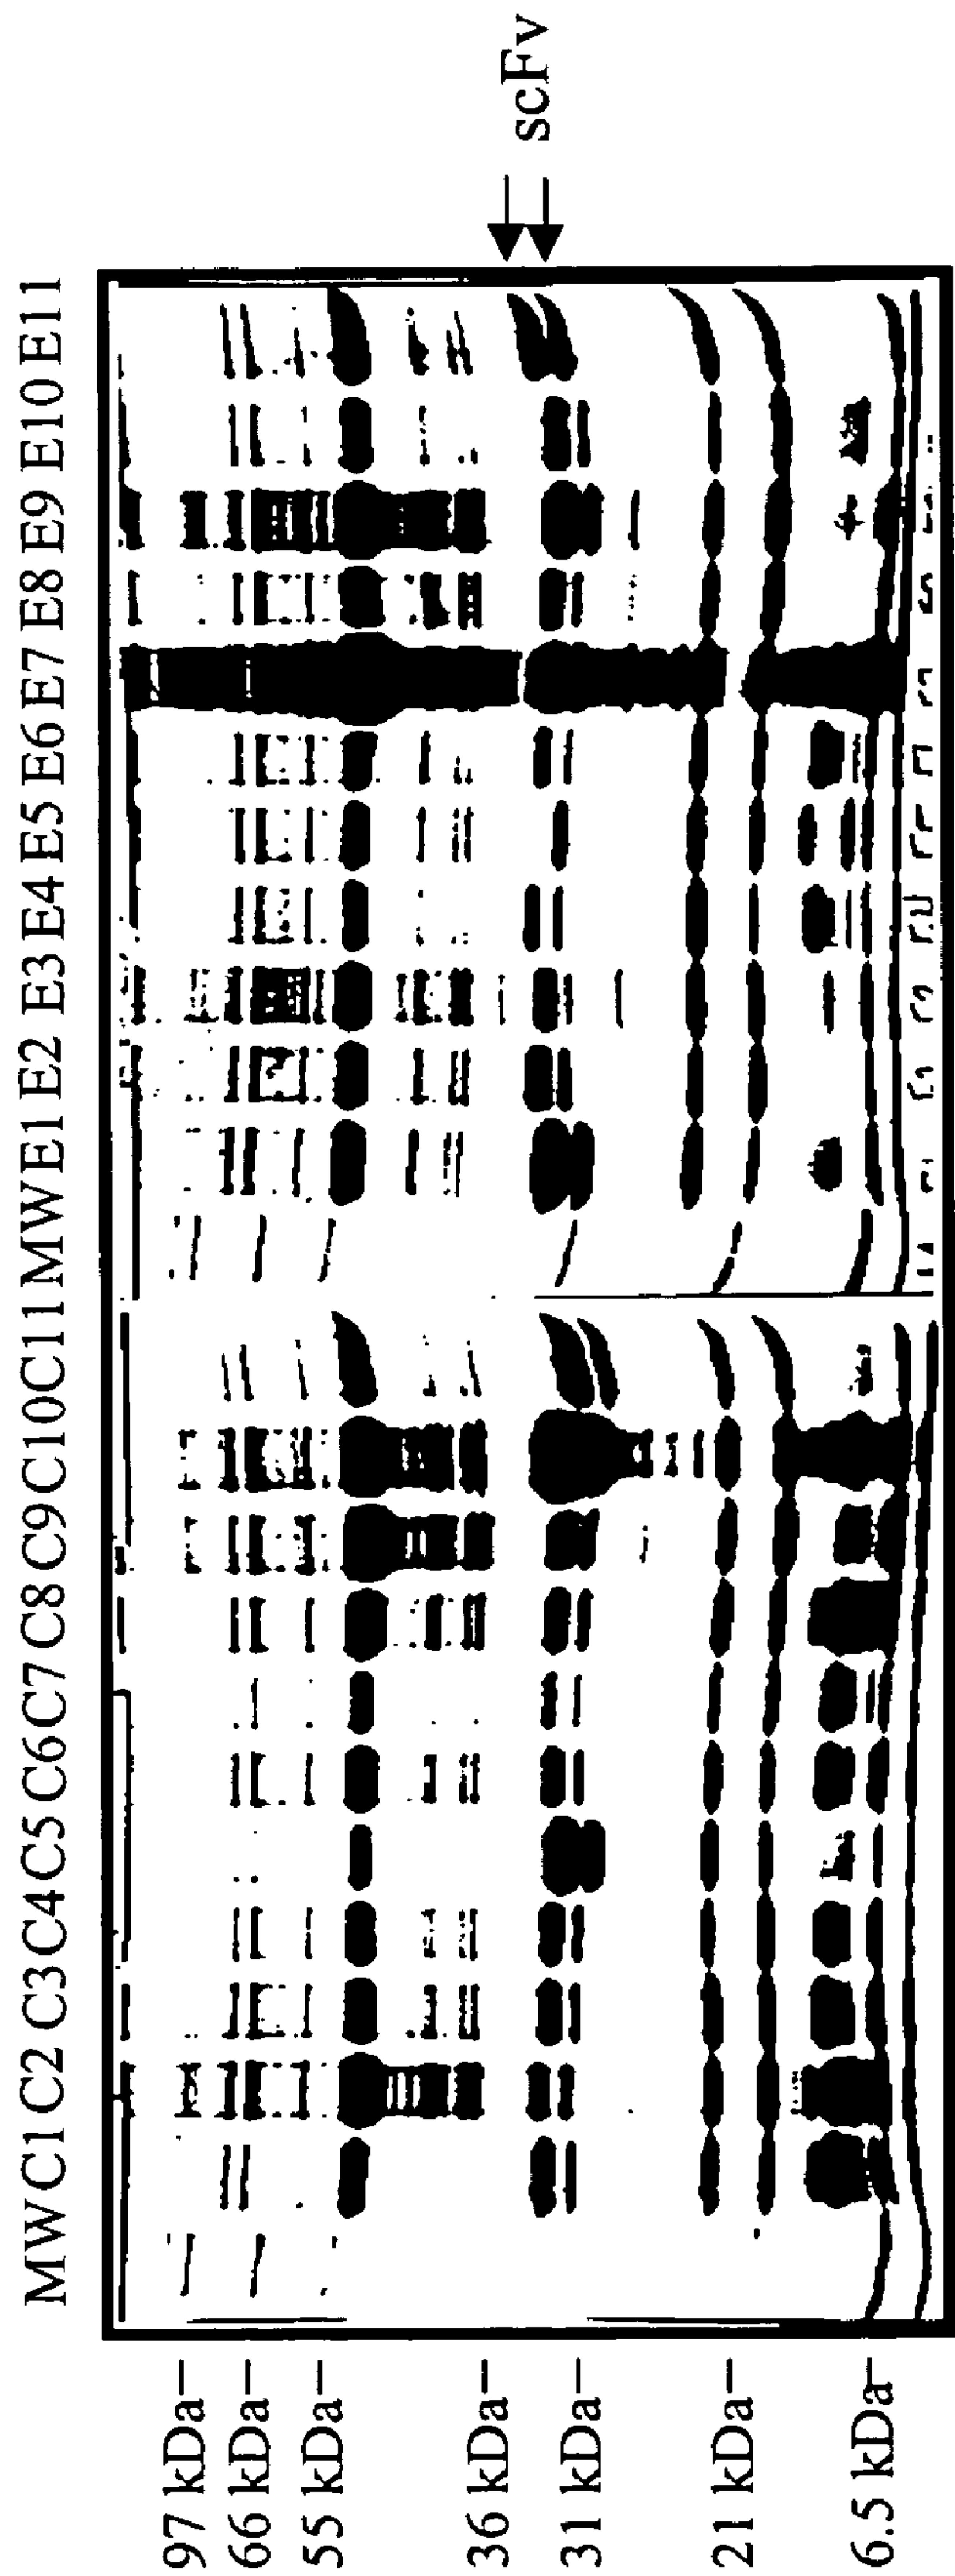 MW C1 C2 C3 C4 C5 C6 C7 C8 C9 C10 C11 MW E1 E2 E3 E4 E5 E6 E7 E8 E9 E10 E11
97 kDa
66 kDa
55 kDa
36 kDa
scFv
31 kDa
21 kDa
6.5 kDa